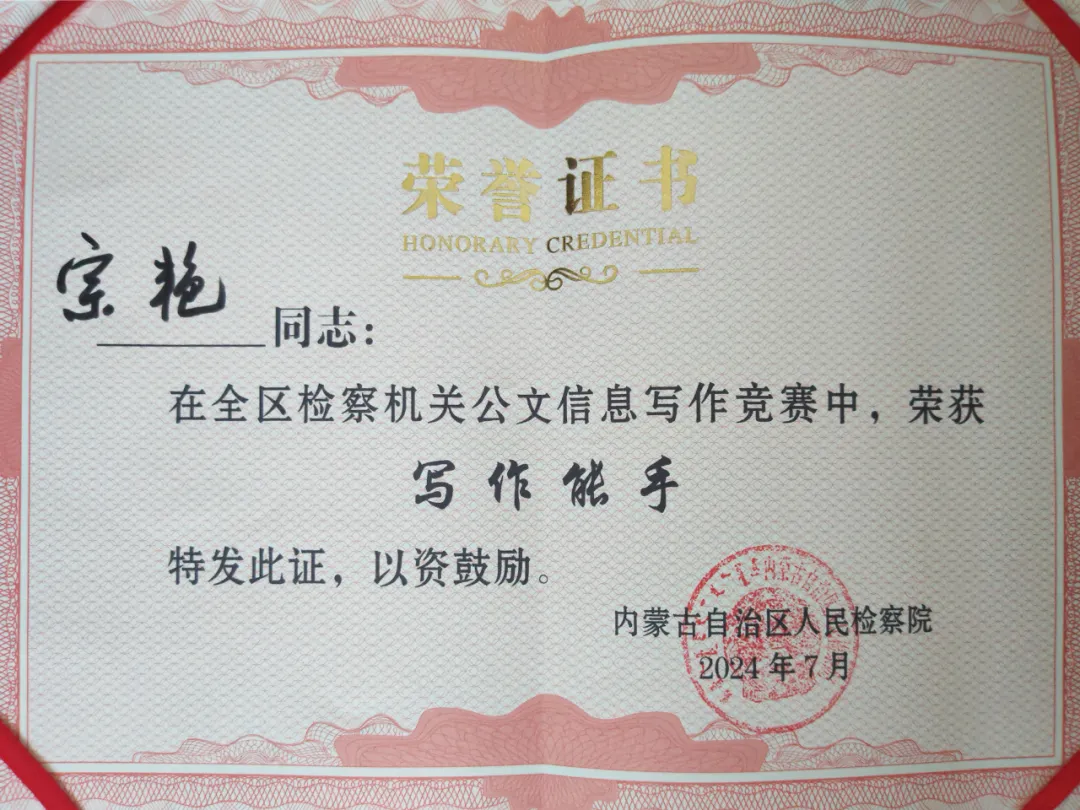 荣誉证书
HONORARY CREDENTIAL
宗艳 同志：
在全区检察机关公文信息写作竞赛中，荣获
写作能手
特发此证，以资鼓励。
内蒙古自治区人民检察院
2024年7月